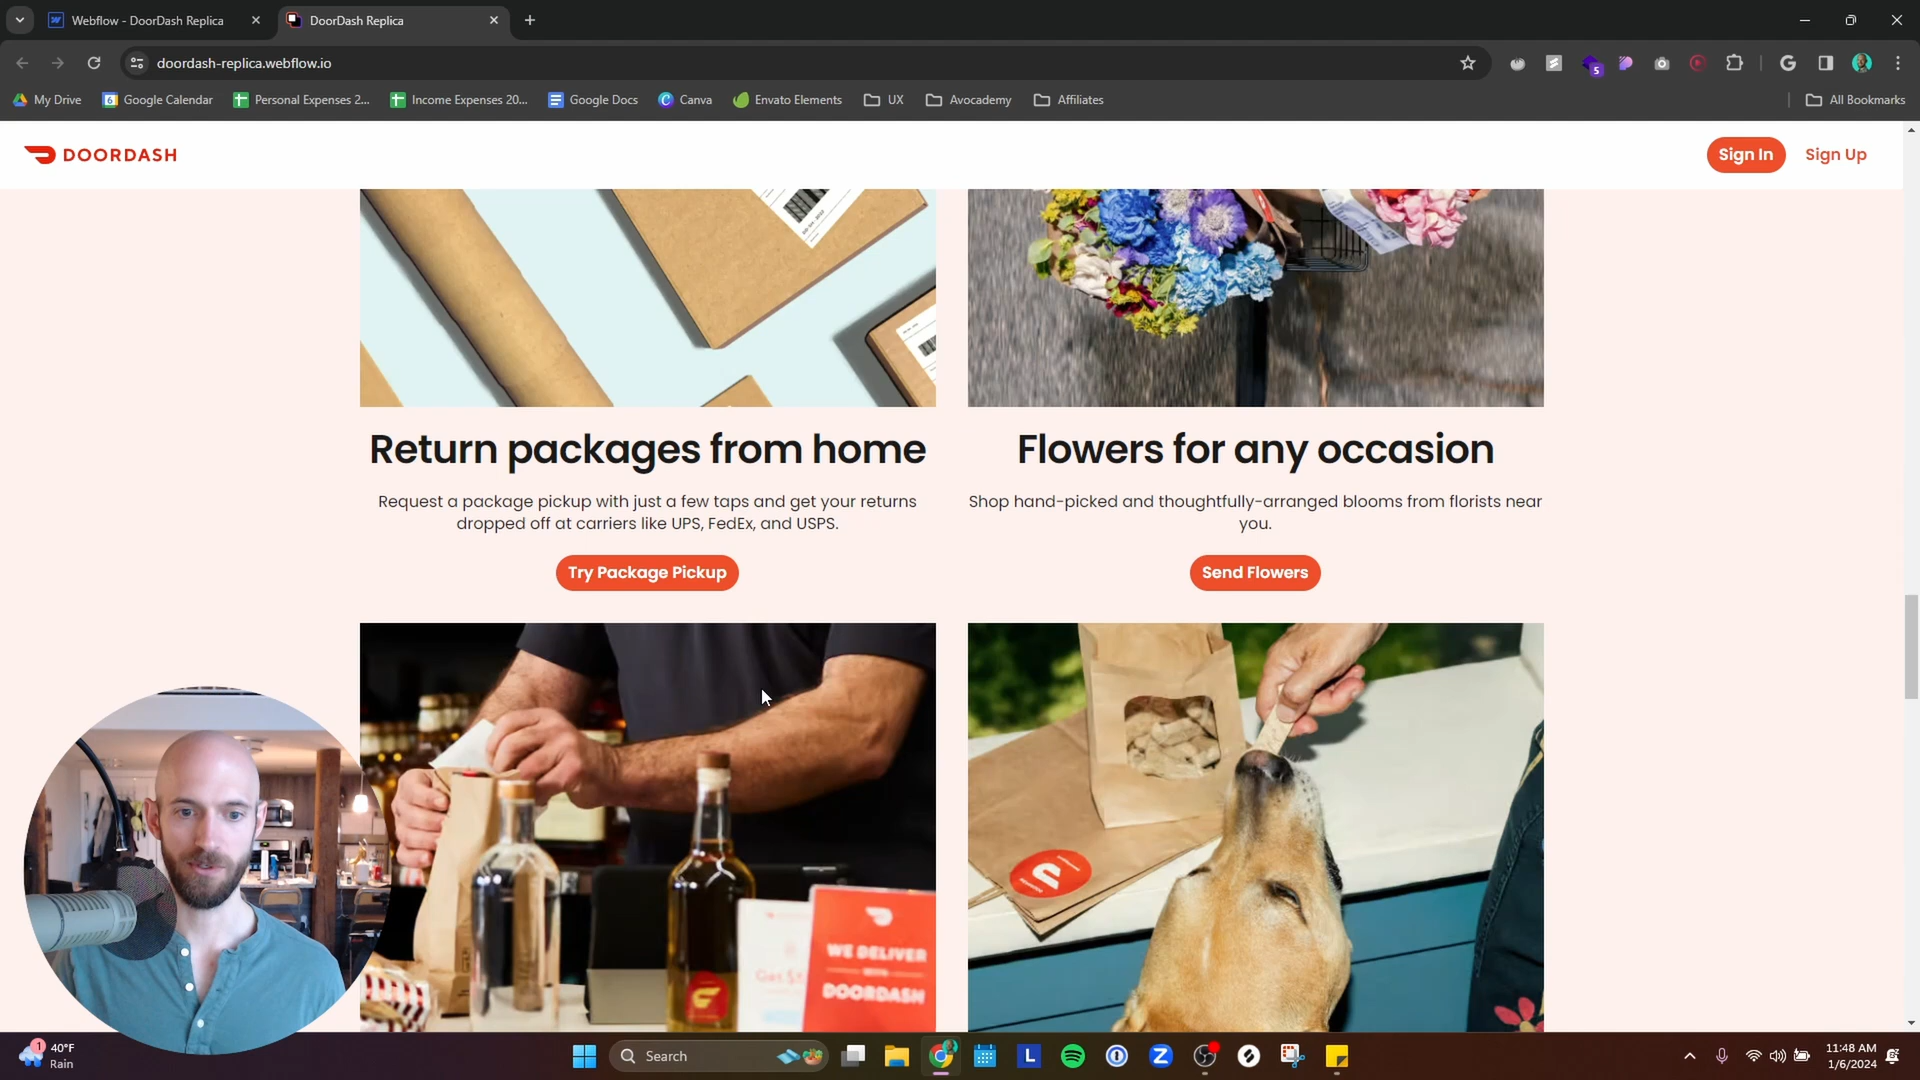 Webflow - DoorDash Replica
DoorDash Replica
doordash-replica.webflow.io
5
My Drive
6
Google Calendar
Personal Expenses 2...
Income Expenses 20...
Google Docs
Canva
Envato Elements
UX
Avocademy
Affiliates
All Bookmarks
DOORDASH
Sign In
Sign Up
Return packages from home
Flowers for any occasion
Request a package pickup with just a few taps and get your returns
dropped off at carriers like UPS, FedEx, and USPS.
Shop hand-picked and thoughtfully-arranged blooms from florists near
you.
Try Package Pickup
Send Flowers
WE DELIVER
WITH
DOORDASH
1
40°F
Rain
Search
L
11:48 AM
1/6/2024